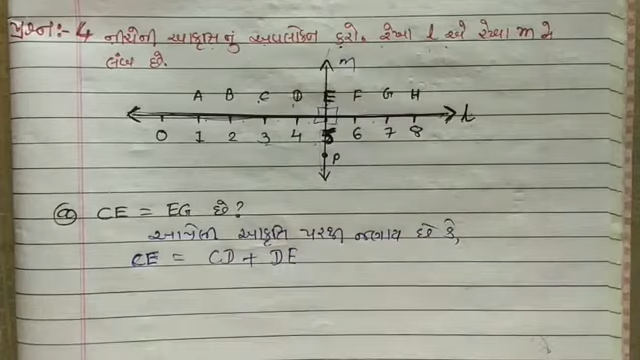 પ્રશ્ન:- 4 નીચેની આકૃતિનું અવલોકન કરો. રેખા l એ રેખા m ને
લંબ છે.
m
A B C D E F G H
l
0 1 2 3 4 5 6 7 8
P
ⓐ CE = EG છે?
આપેલી આકૃતિ પરથી જણાય છે કે,
CE = CD + DE